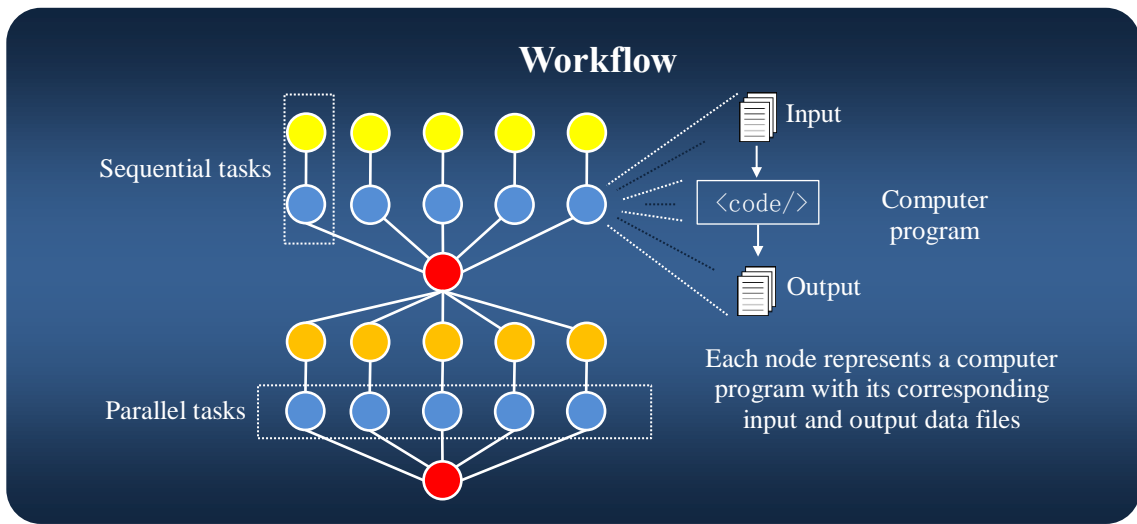 Workflow
Input
Sequential tasks
<code/>
Computer
program
Output
Each node represents a computer
program with its corresponding
input and output data files
Parallel tasks